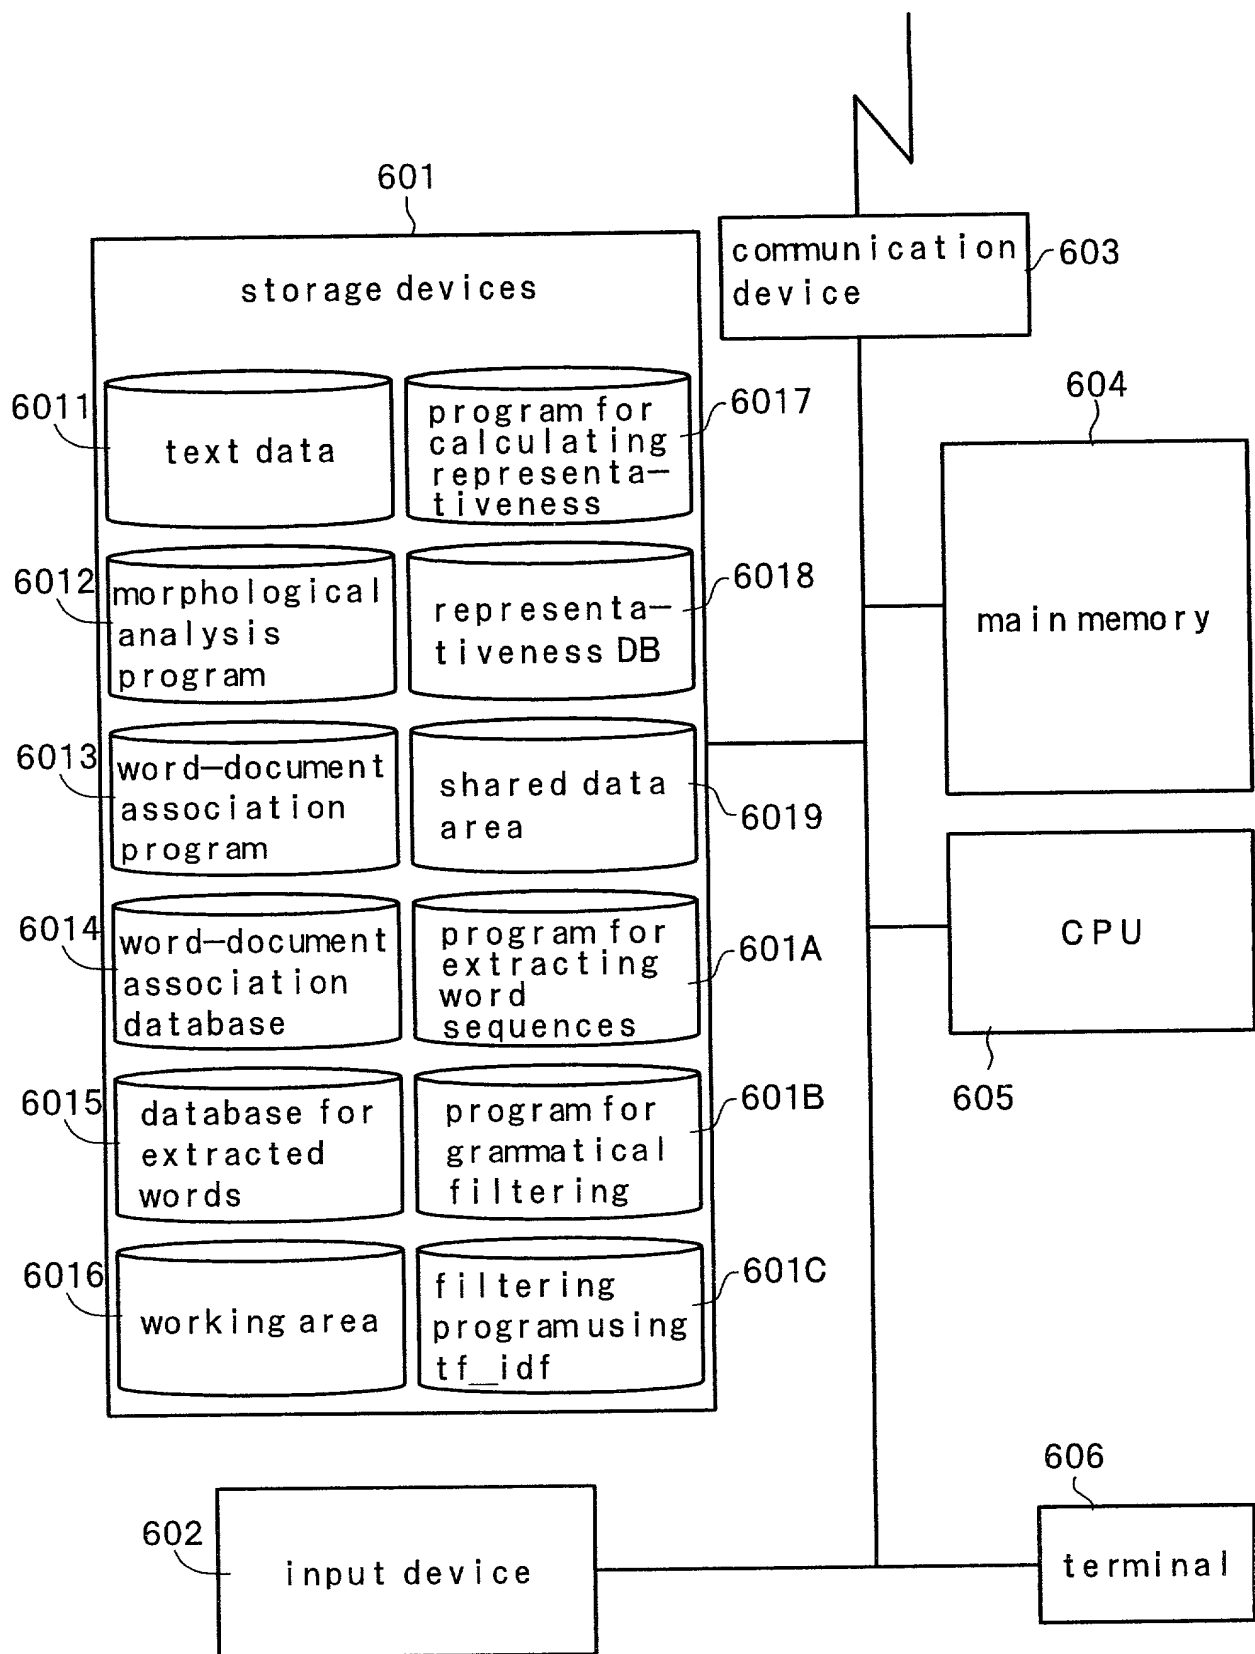 601
storage devices
communication
device
603
6011
text data
program for
calculating
representa-
tiveness
6017
604
main memory
6012
morphological
analysis
program
representa-
tiveness DB
6018
6013
word-document
association
program
shared data
area
6019
6014
word-document
association
database
program for
extracting
word
sequences
601A
CPU
605
6015
database for
extracted
words
program for
grammatical
filtering
601B
6016
working area
filtering
program using
tf_idf
601C
602
input device
606
terminal